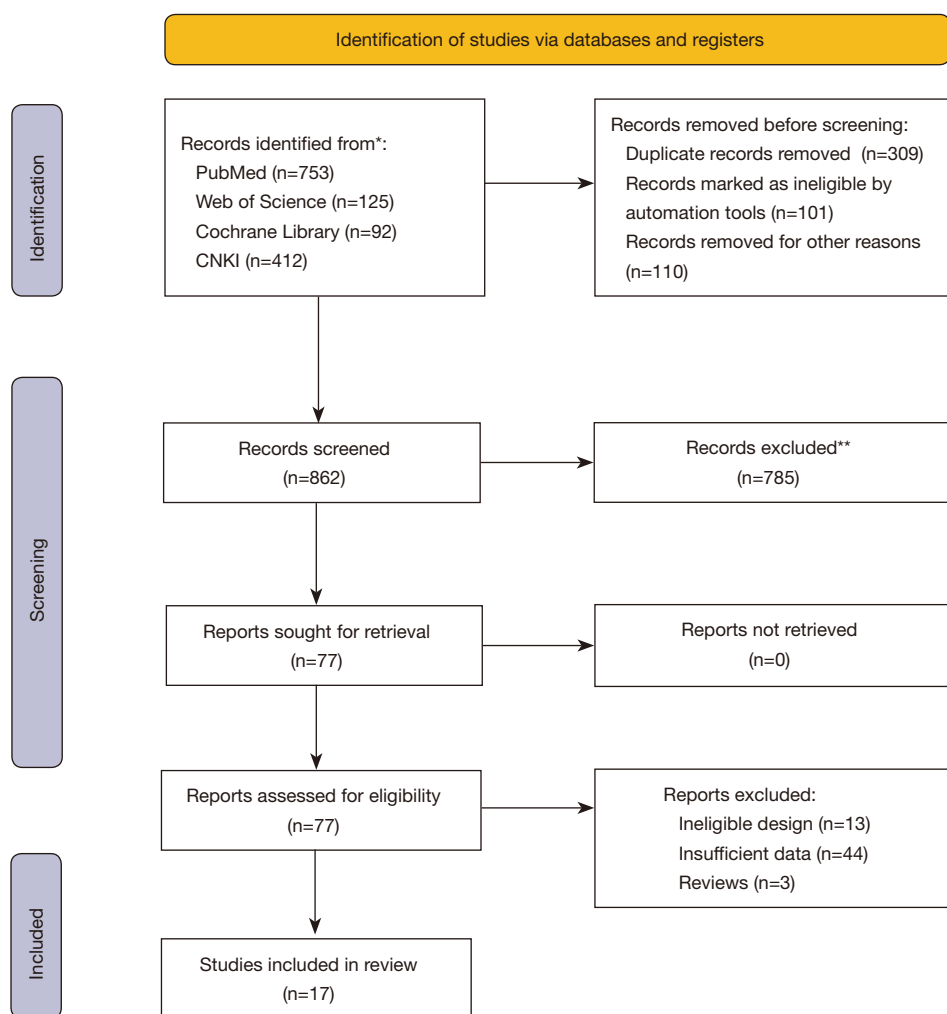 Identification of studies via databases and registers
Identification
Records identified from*:
PubMed (n=753)
Web of Science (n=125)
Cochrane Library (n=92)
CNKI (n=412)
Records removed before screening:
Duplicate records removed (n=309)
Records marked as ineligible by
automation tools (n=101)
Records removed for other reasons
(n=110)
Screening
Records screened
(n=862)
Records excluded**
(n=785)
Reports sought for retrieval
(n=77)
Reports not retrieved
(n=0)
Reports assessed for eligibility
(n=77)
Reports excluded:
Ineligible design (n=13)
Insufficient data (n=44)
Reviews (n=3)
Included
Studies included in review
(n=17)